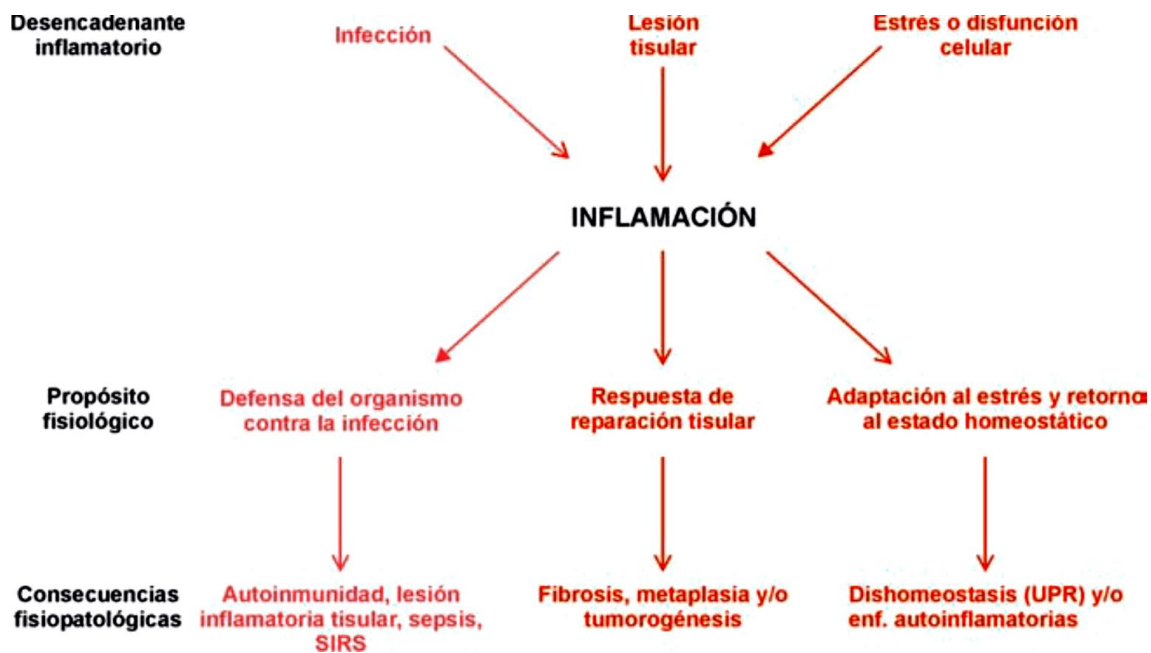 Desencadenante
inflamatorio
Infección
Lesión
tisular
Estrés o disfunción
celular
INFLAMACIÓN
Propósito
fisiológico
Defensa del organismo
contra la infección
Respuesta de
reparación tisular
Adaptación al estrés y retorno
al estado homeostático
Consecuencias
fisiopatológicas
Autoinmunidad, lesión
inflamatoria tisular, sepsis,
SIRS
Fibrosis, metaplasia y/o
tumorogénesis
Dishomeostasis (UPR) y/o
enf. autoinflamatorias